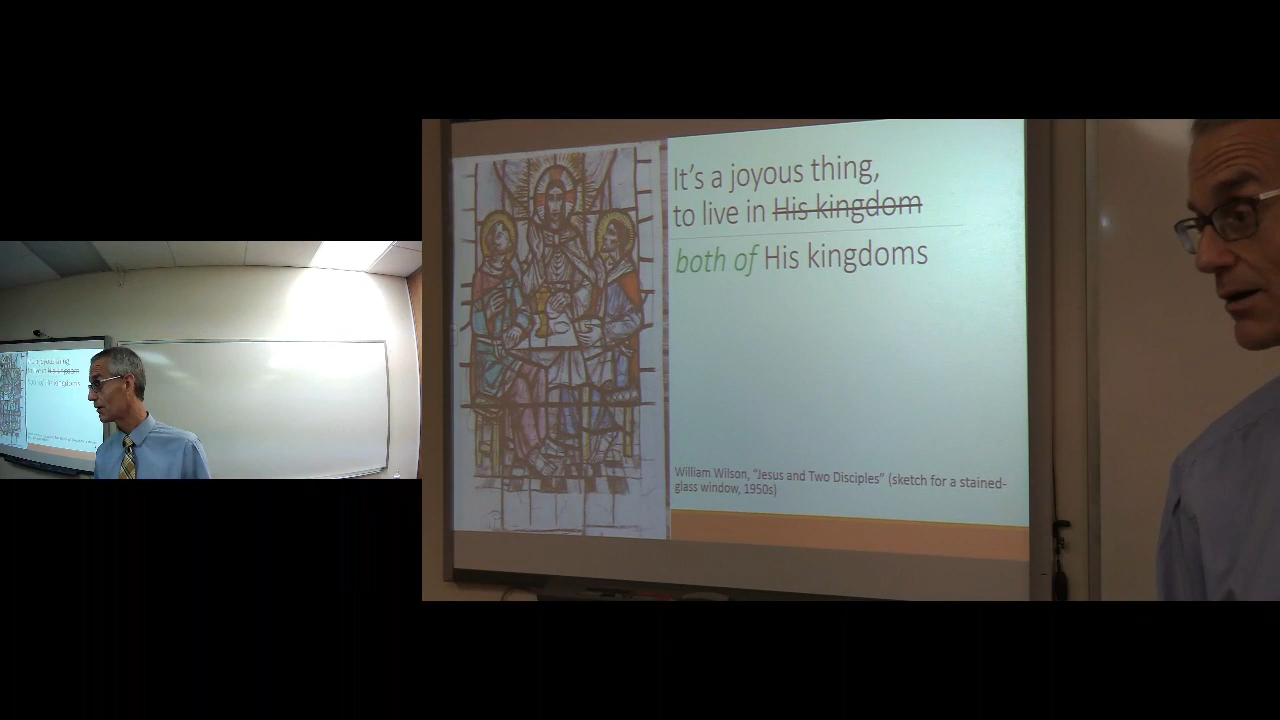 It's a joyous thing,
to live in His kingdom
both of His kingdoms
William Wilson, "Jesus and Two Disciples" (sketch for a stained-
glass window, 1950s)